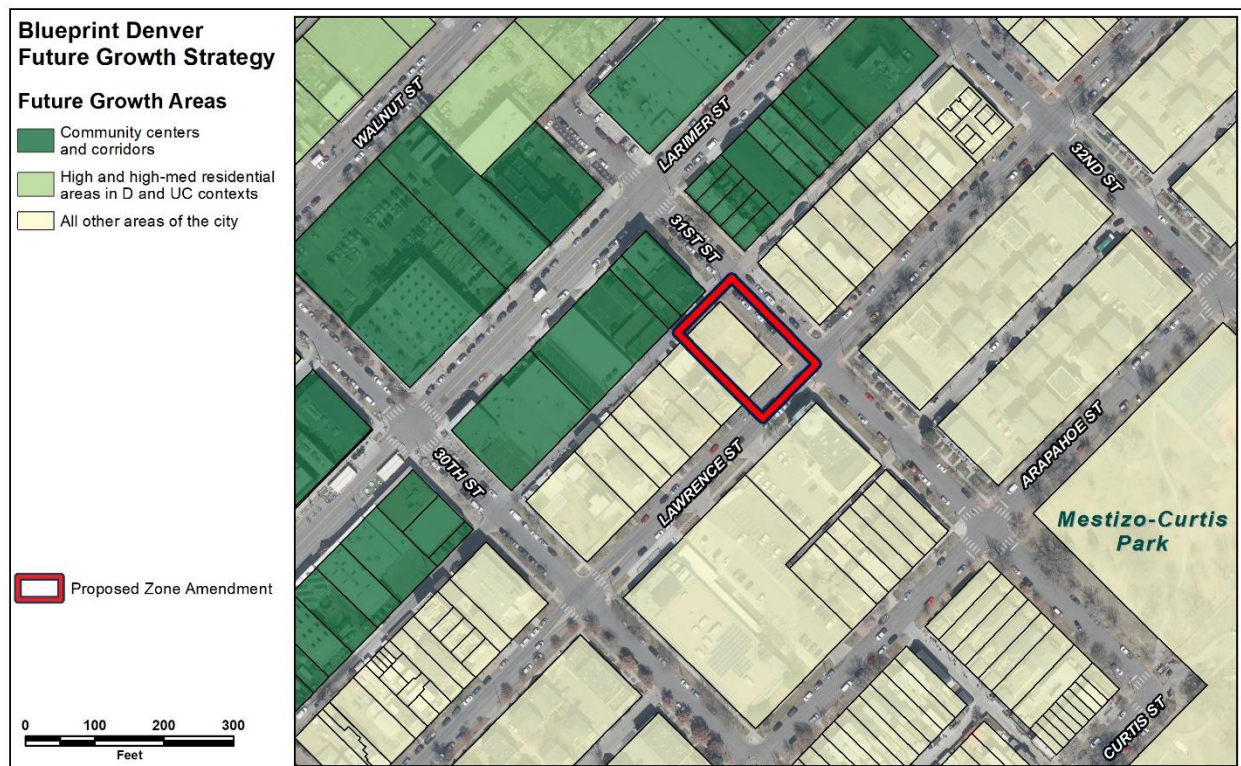 Blueprint Denver
Future Growth Strategy
Future Growth Areas
Community centers
and corridors
High and high-med residential
areas in D and UC contexts
All other areas of the city
Proposed Zone Amendment
0 100 200 300
Feet
WALNUT ST
LARIMER ST
31ST ST
32ND ST
30TH ST
LAWRENCE ST
ARAPAHOE ST
Mestizo-Curtis
Park
CURTIS ST